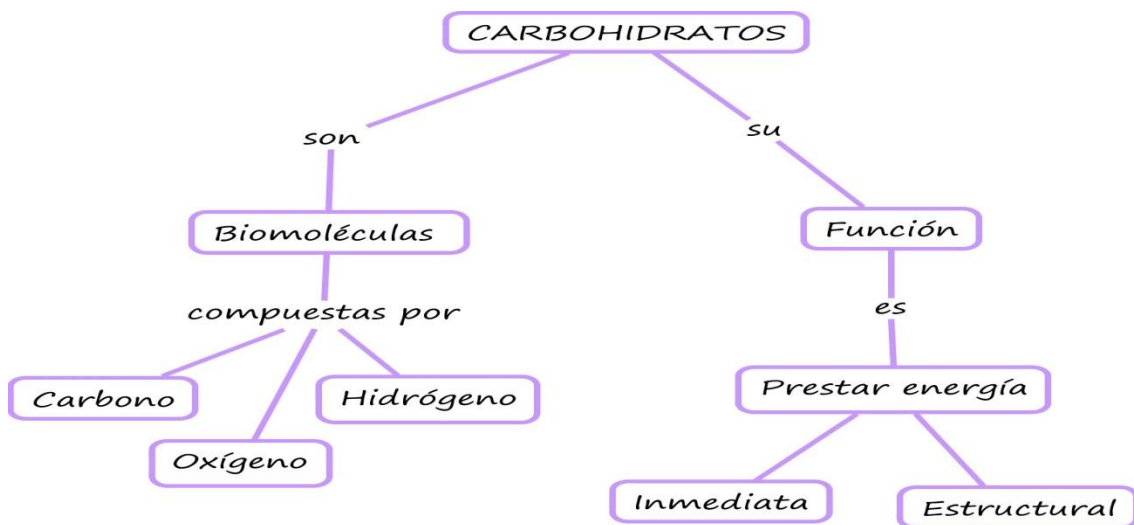 CARBOHIDRATOS
son
su
Biomoléculas
Función
compuestas por
es
Carbono
Hidrógeno
Oxígeno
Prestar energía
Inmediata
Estructural